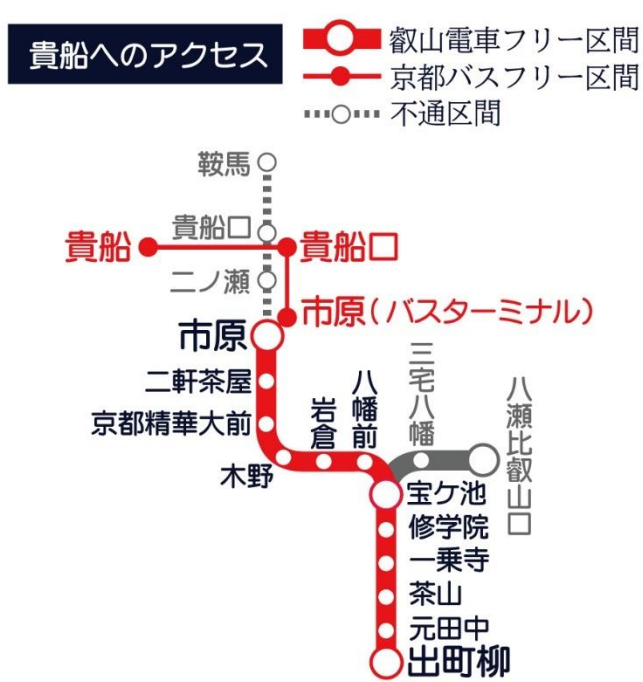 貴船へのアクセス
叡山電車フリー区間
京都バスフリー区間
不通区間
鞍馬
貴船口
貴船
貴船口
二ノ瀬
市原(バスターミナル)
市原
二軒茶屋
京都精華大前
木野
岩倉
八幡前
三宅八幡
八瀬比叡山口
宝ケ池
修学院
一乗寺
茶山
元田中
出町柳